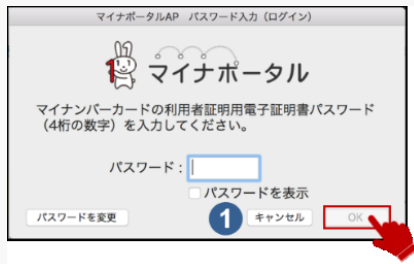 マイナポータルAP パスワード入力（ログイン）
マイナポータル
マイナンバーカードの利用者証明用電子証明書パスワード
（4桁の数字）を入力してください。
パスワード：
パスワードを表示
パスワードを変更
1
キャンセル
OK